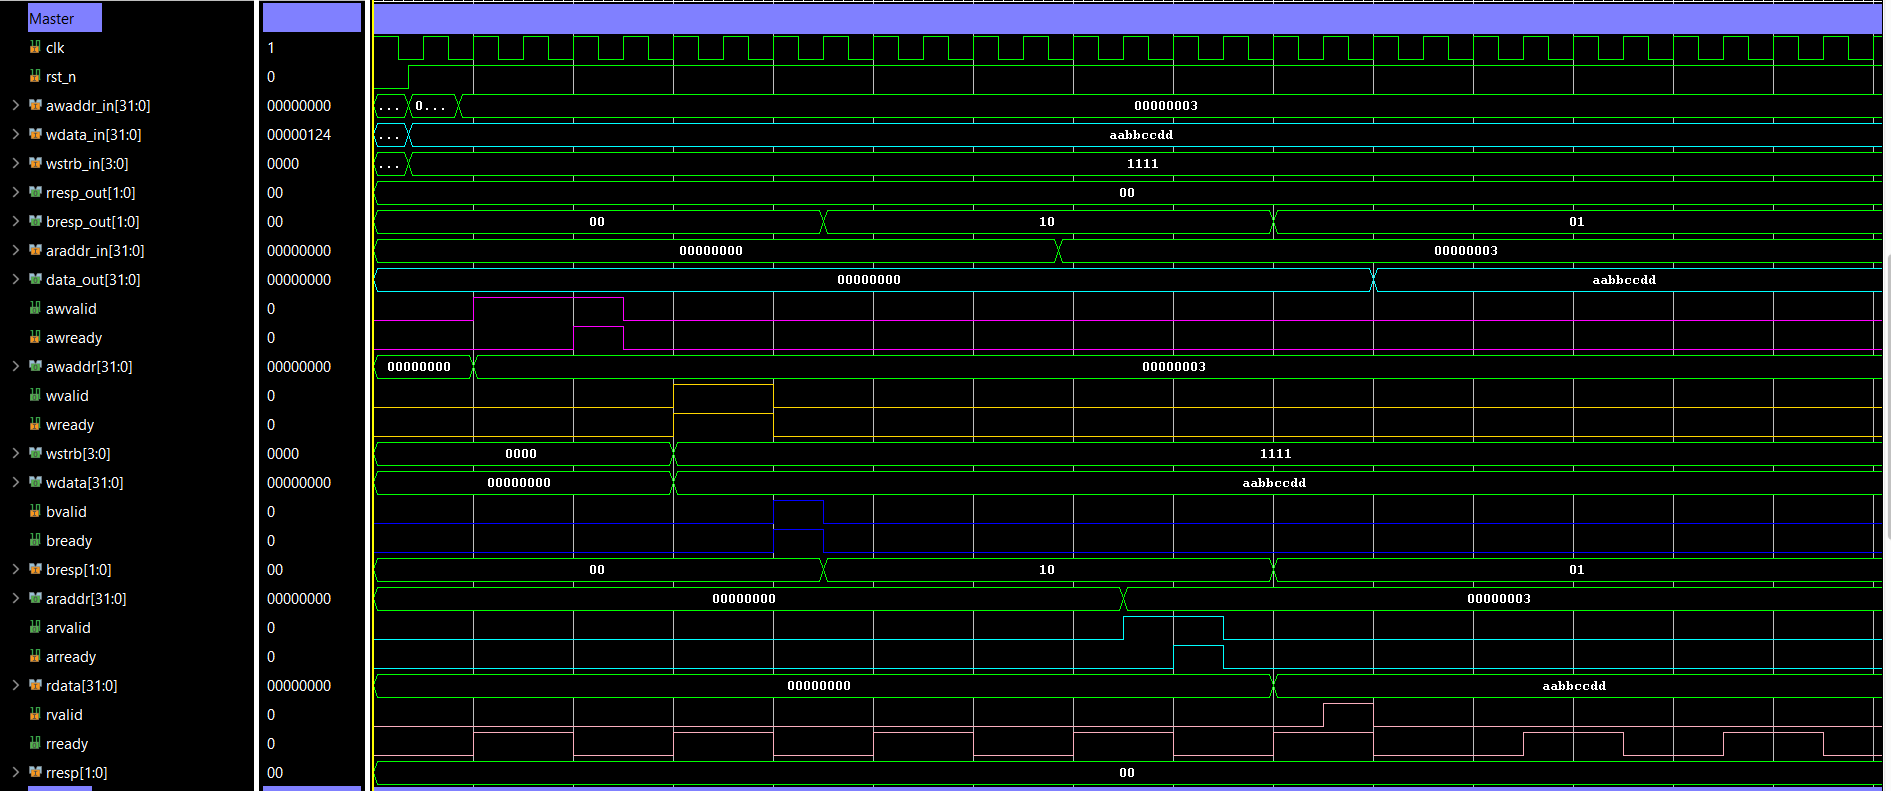 Master
clk 1
rst_n 0
awaddr_in[31:0] 00000000 ... 0... 00000003
wdata_in[31:0] 00000124 ... aabbccdd
wstrb_in[3:0] 0000 ... 1111
rresp_out[1:0] 00 00
bresp_out[1:0] 00 00 10 01
araddr_in[31:0] 00000000 00000000 00000003
data_out[31:0] 00000000 00000000 aabbccdd
awvalid 0
awready 0
awaddr[31:0] 00000000 00000000 00000003
wvalid 0
wready 0
wstrb[3:0] 0000 0000 1111
wdata[31:0] 00000000 00000000 aabbccdd
bvalid 0
bready 0
bresp[1:0] 00 00 10 01
araddr[31:0] 00000000 00000000 00000003
arvalid 0
arready 0
rdata[31:0] 00000000 00000000 aabbccdd
rvalid 0
rready 0
rresp[1:0] 00 00